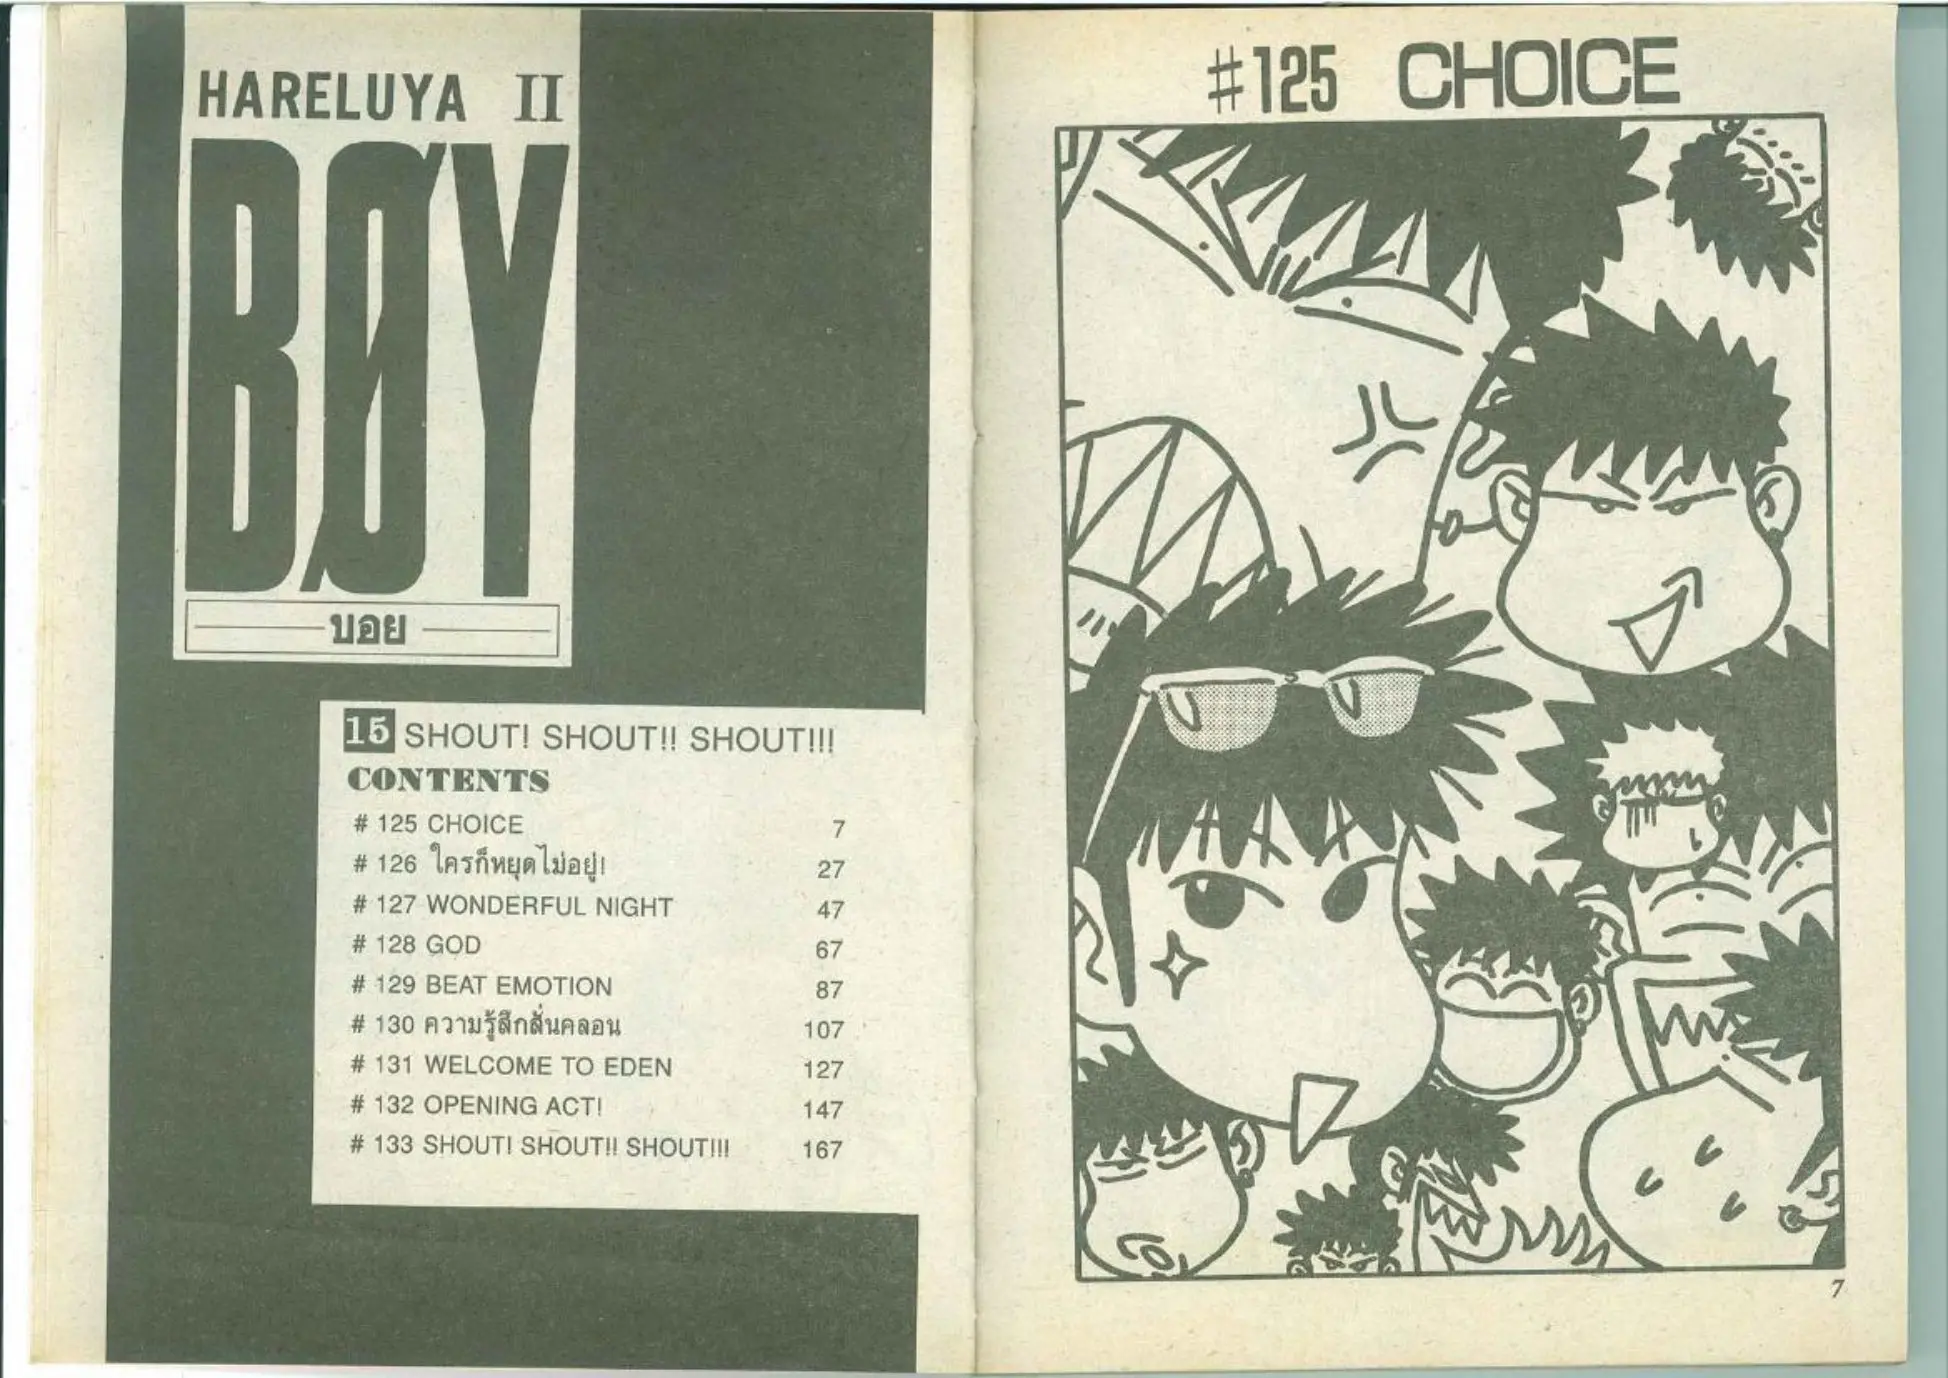 HARELUYA II
BØY
บอย
15 SHOUT! SHOUT!! SHOUT!!!
CONTENTS
# 125 CHOICE 7
# 126 ใครก็หยุดไม่อยู่! 27
# 127 WONDERFUL NIGHT 47
# 128 GOD 67
# 129 BEAT EMOTION 87
# 130 ความรู้สึกสั่นคลอน 107
# 131 WELCOME TO EDEN 127
# 132 OPENING ACT! 147
# 133 SHOUT! SHOUT!! SHOUT!!! 167
#125 CHOICE
7